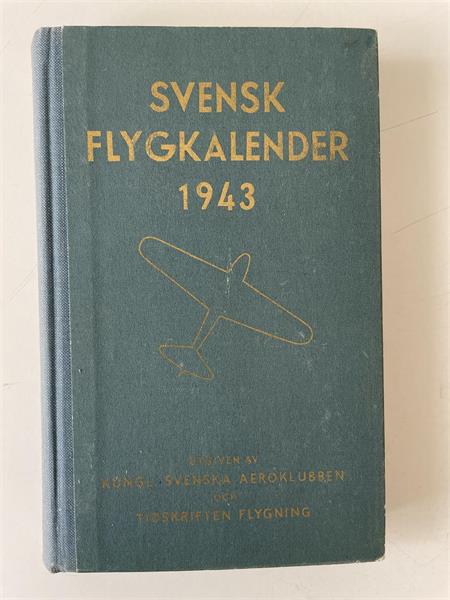 SVENSK
FLYGKALENDER
1943
UTGIVEN AV
KUNGL. SVENSKA AEROKLUBBEN
OCH
TIDSKRIFTEN FLYGNING